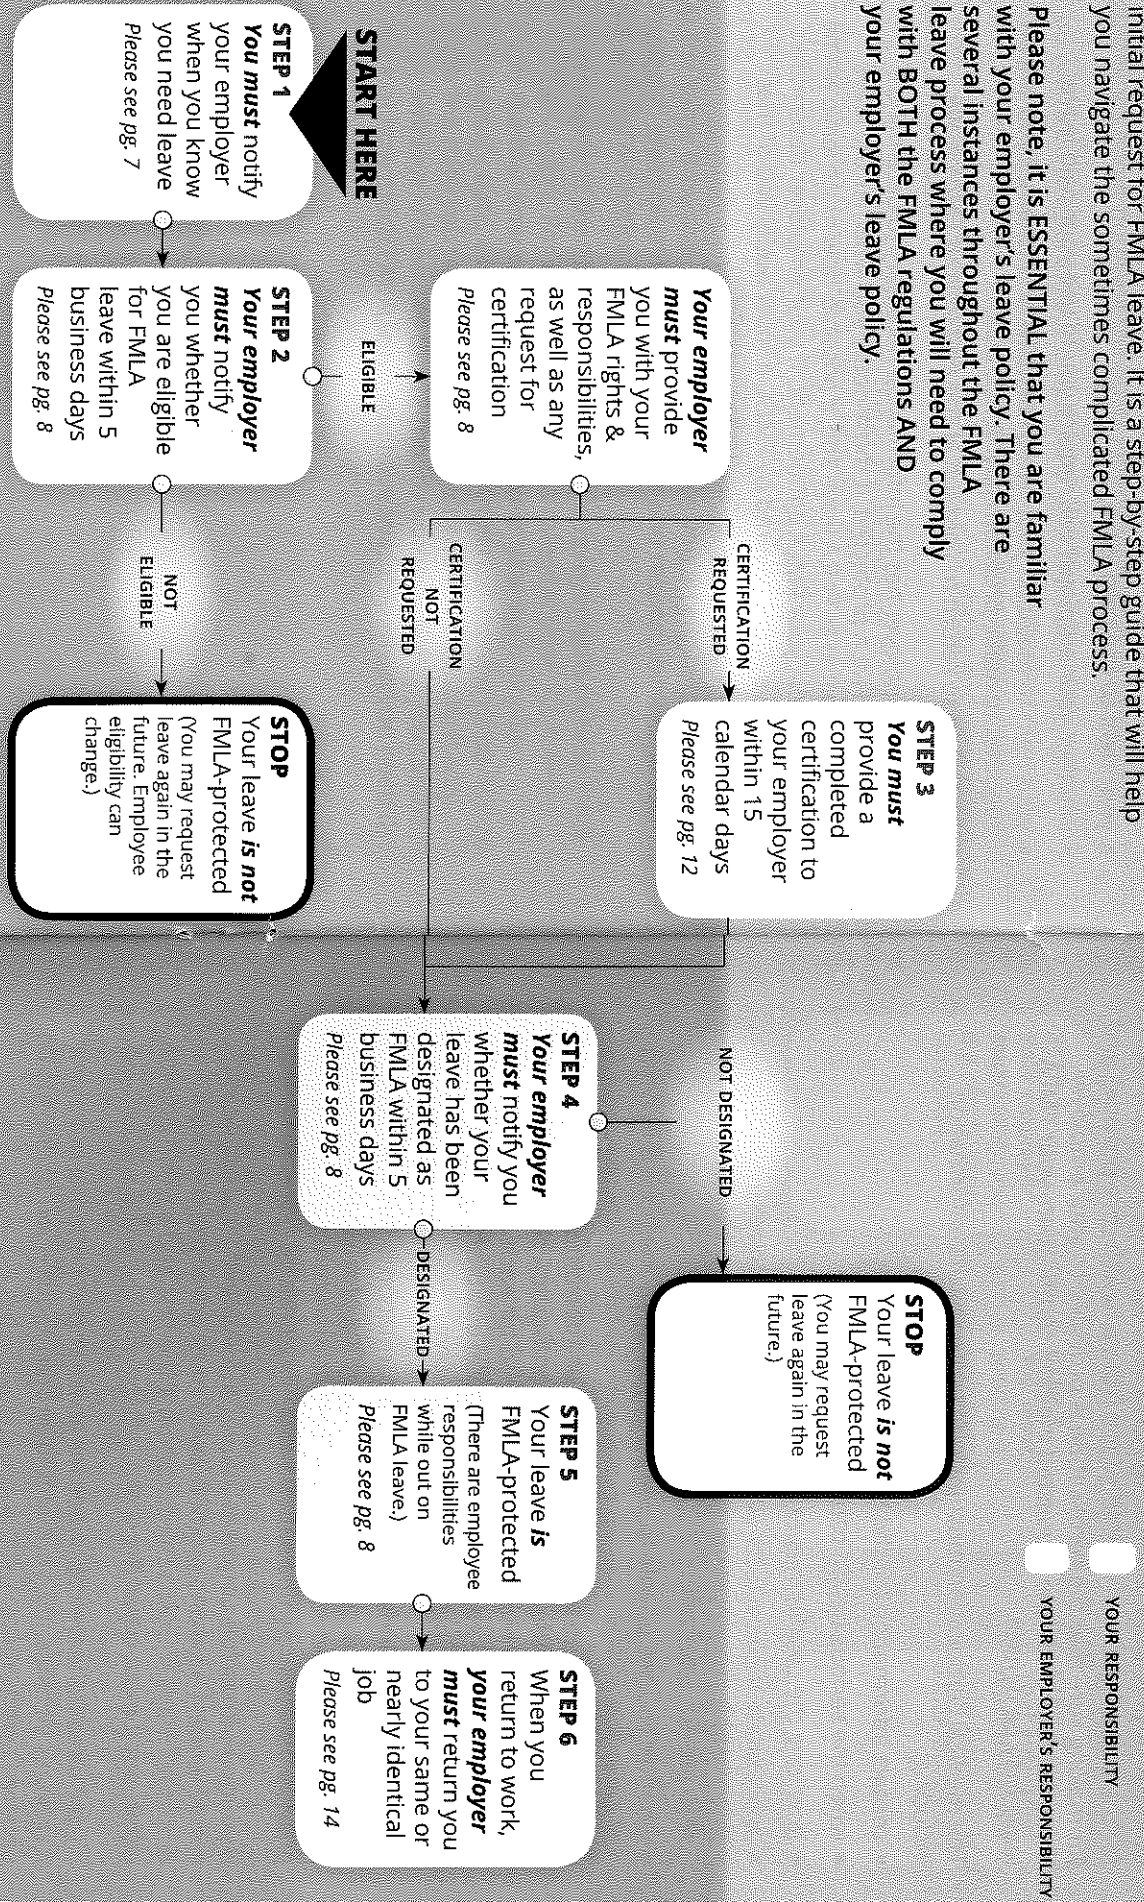 initial request for FMLA leave. It is a step-by-step guide that will help
you navigate the sometimes complicated FMLA process.
Please note, it is ESSENTIAL that you are familiar
with your employer's leave policy. There are
several instances throughout the FMLA
leave process where you will need to comply
with BOTH the FMLA regulations AND
your employer's leave policy.
YOUR RESPONSIBILITY
YOUR EMPLOYER'S RESPONSIBILITY
START HERE
STEP 1
You must notify
your employer
when you know
you need leave
Please see pg. 7
STEP 2
Your employer
must notify
you whether
you are eligible
for FMLA
leave within 5
business days
Please see pg. 8
ELIGIBLE
Your employer
must provide
you with your
FMLA rights &
responsibilities,
as well as any
request for
certification
Please see pg. 8
NOT
ELIGIBLE
STOP
Your leave is not
FMLA-protected
(You may request
leave again in the
future. Employee
eligibility can
change.)
CERTIFICATION
REQUESTED
CERTIFICATION
NOT
REQUESTED
STEP 3
You must
provide a
completed
certification to
your employer
within 15
calendar days
Please see pg. 12
STEP 4
Your employer
must notify you
whether your
leave has been
designated as
FMLA within 5
business days
Please see pg. 8
NOT DESIGNATED
STOP
Your leave is not
FMLA-protected
(You may request
leave again in the
future.)
DESIGNATED
STEP 5
Your leave is
FMLA-protected
(There are employee
responsibilities
while out on
FMLA leave.)
Please see pg. 8
STEP 6
When you
return to work,
your employer
must return you
to your same or
nearly identical
job
Please see pg. 14